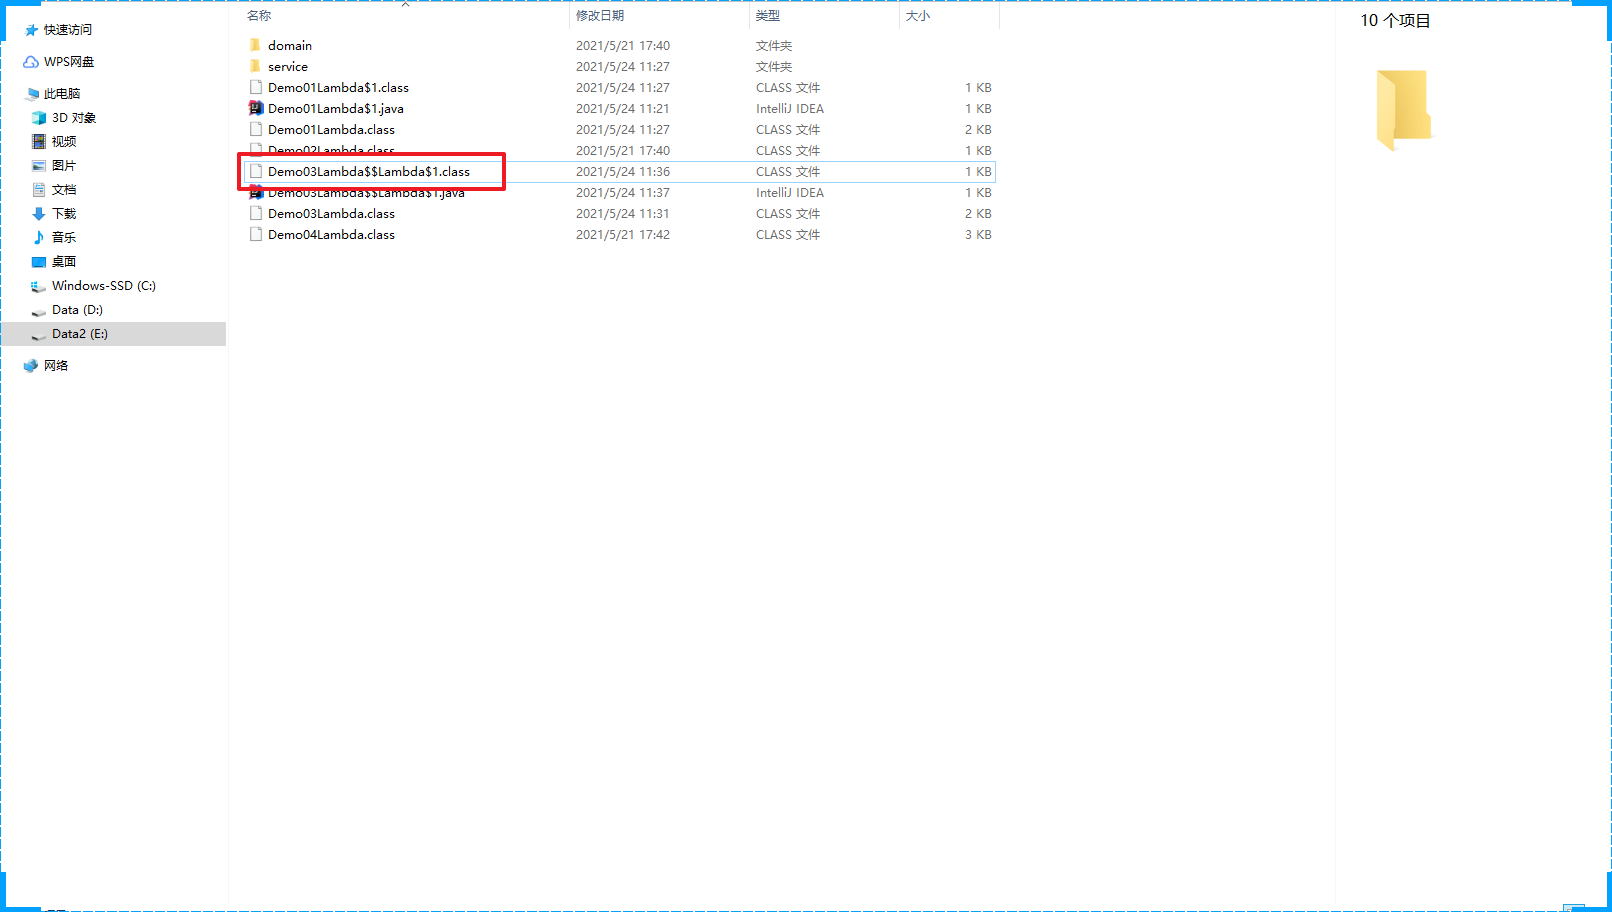 快速访问
WPS网盘
此电脑
3D 对象
视频
图片
文档
下载
音乐
桌面
Windows-SSD (C:)
Data (D:)
Data2 (E:)
网络
名称 修改日期 类型 大小
domain 2021/5/21 17:40 文件夹
service 2021/5/24 11:27 文件夹
Demo01Lambda$1.class 2021/5/24 11:27 CLASS 文件 1 KB
Demo01Lambda$1.java 2021/5/24 11:21 IntelliJ IDEA 1 KB
Demo01Lambda.class 2021/5/24 11:27 CLASS 文件 2 KB
Demo02Lambda.class 2021/5/21 17:40 CLASS 文件 1 KB
Demo03Lambda$$Lambda$1.class 2021/5/24 11:36 CLASS 文件 1 KB
Demo03Lambda$$Lambda$1.java 2021/5/24 11:37 IntelliJ IDEA 1 KB
Demo03Lambda.class 2021/5/24 11:31 CLASS 文件 2 KB
Demo04Lambda.class 2021/5/21 17:42 CLASS 文件 3 KB
10 个项目